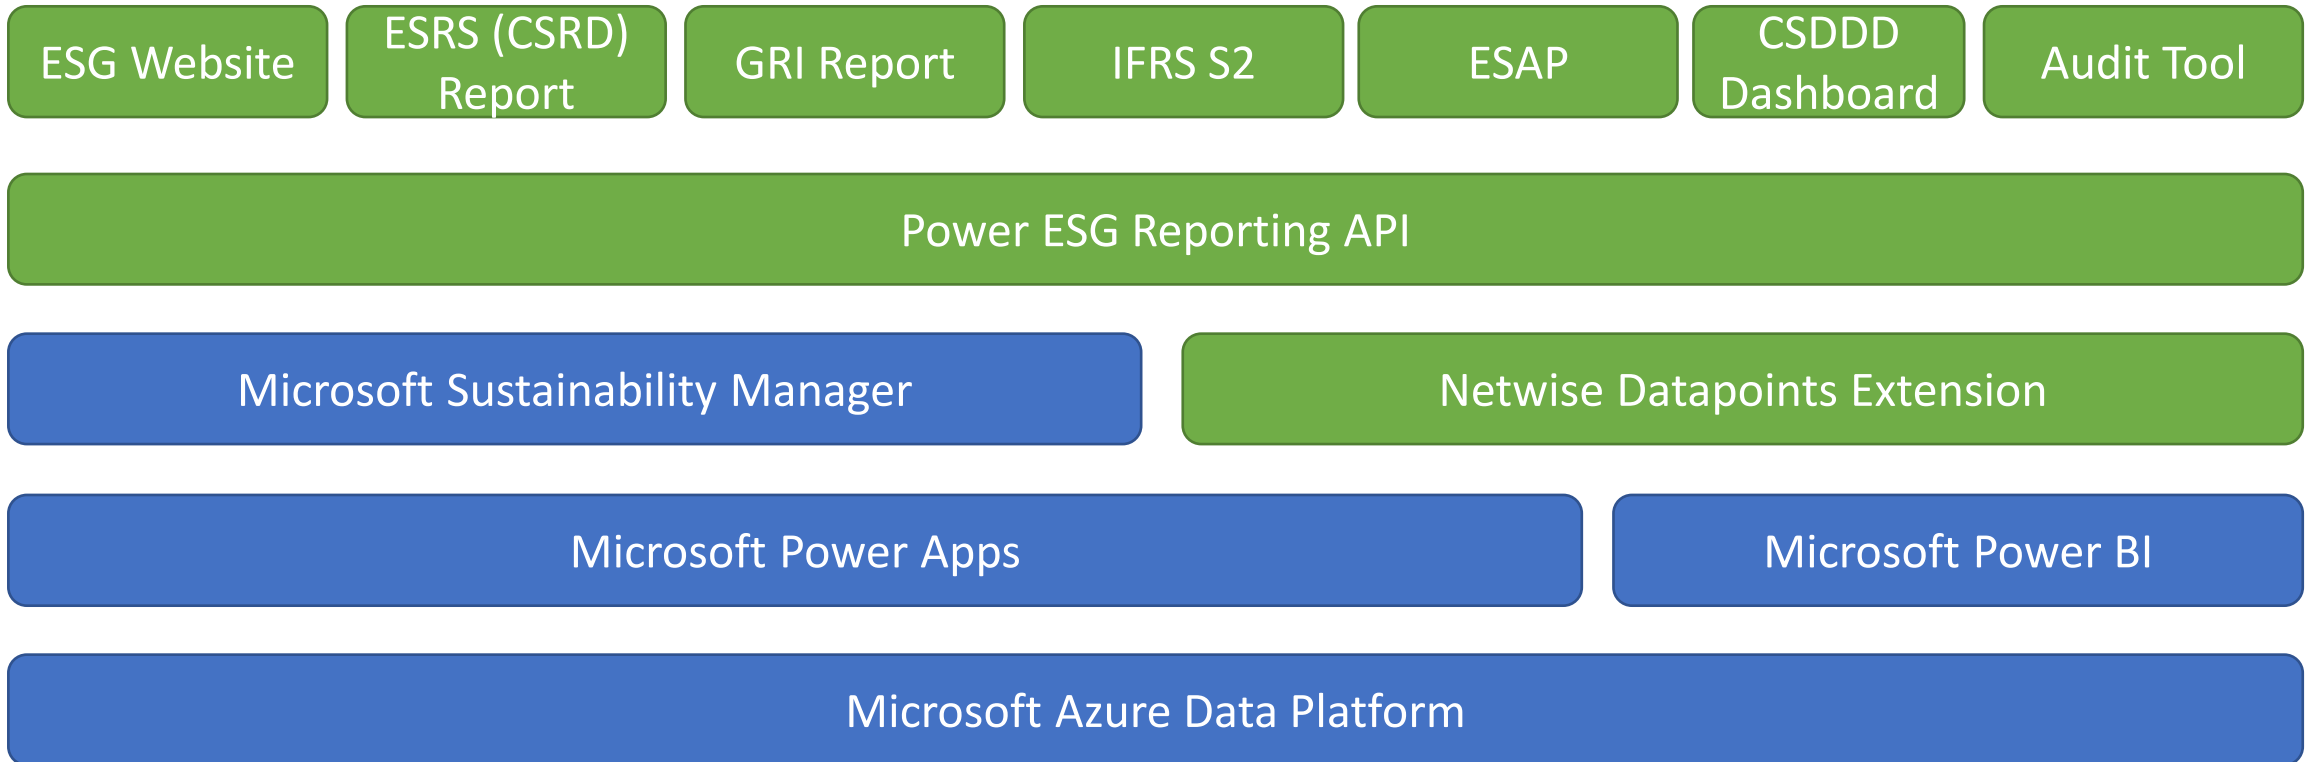 ESG Website
ESRS (CSRD)
Report
GRI Report
IFRS S2
ESAP
CSDDD
Dashboard
Audit Tool
Power ESG Reporting API
Microsoft Sustainability Manager
Netwise Datapoints Extension
Microsoft Power Apps
Microsoft Power BI
Microsoft Azure Data Platform